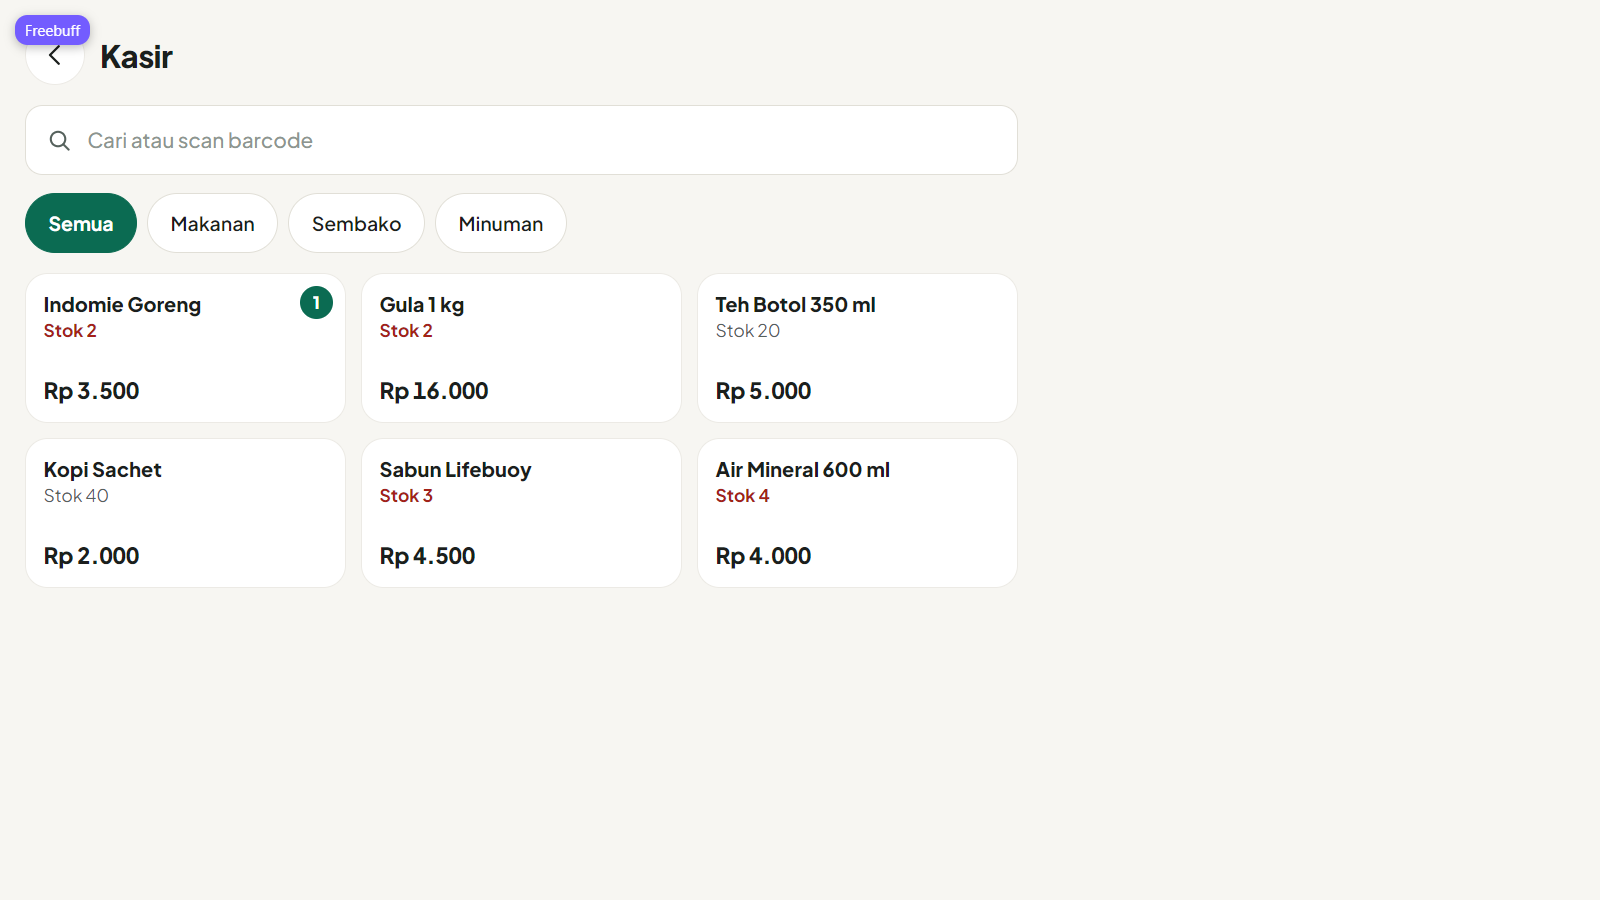 Freebuff
Kasir
Cari atau scan barcode
Semua Makanan Sembako Minuman
Indomie Goreng 1
Stok 2
Rp 3.500
Gula 1 kg
Stok 2
Rp 16.000
Teh Botol 350 ml
Stok 20
Rp 5.000
Kopi Sachet
Stok 40
Rp 2.000
Sabun Lifebuoy
Stok 3
Rp 4.500
Air Mineral 600 ml
Stok 4
Rp 4.000